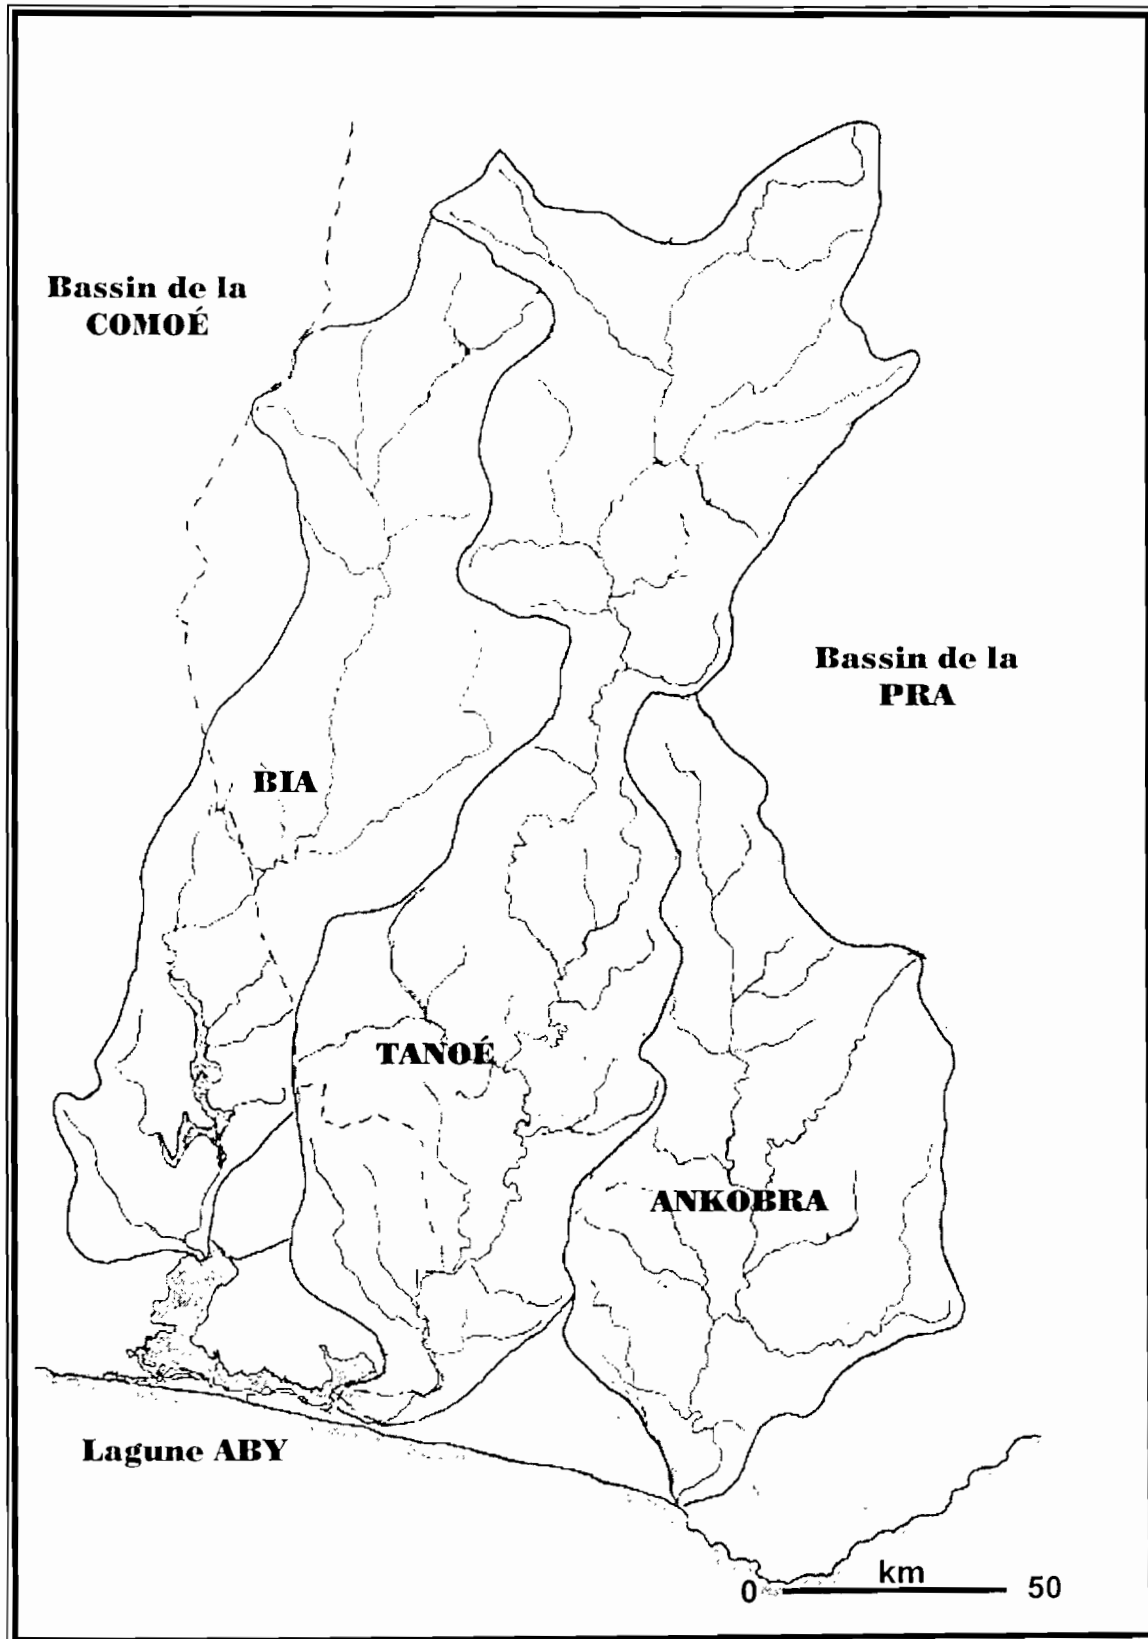 Bassin de la
COMOÉ
Bassin de la
PRA
BIA
TANOÉ
ANKOBRA
Lagune ABY
km
0 50